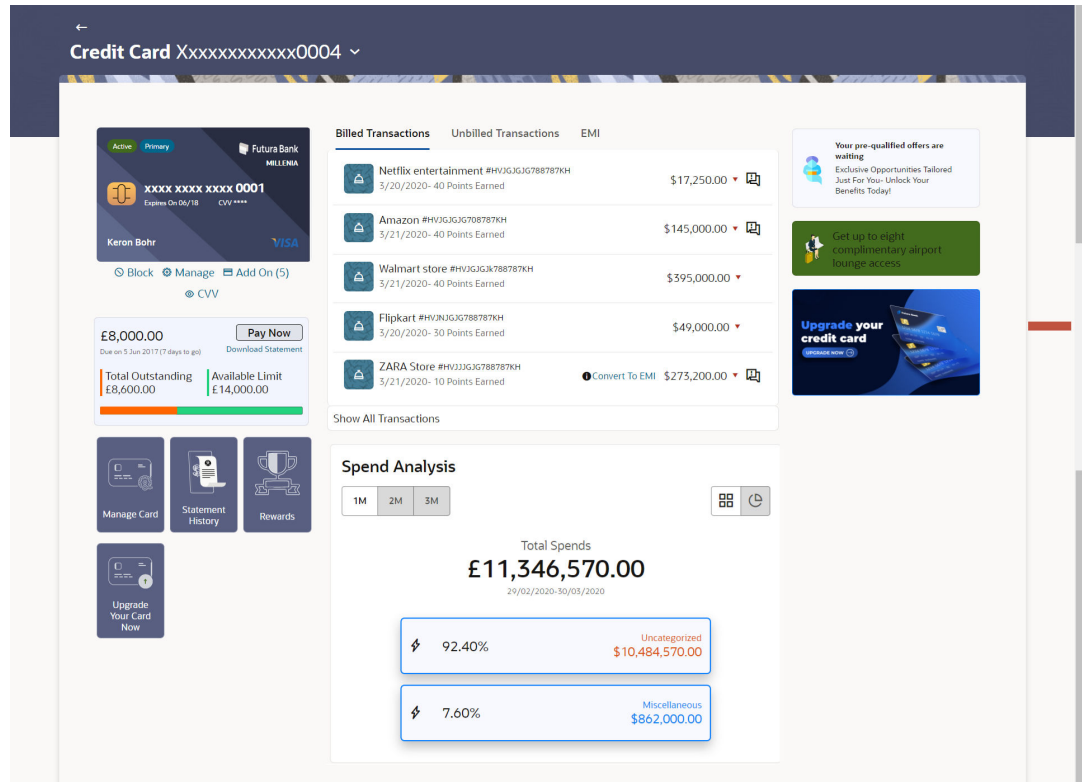 ←
Credit Card Xxxxxxxxxxxx0004
Active Primary
Futura Bank
MILLENIA
xxxx xxxx xxxx 0001
Expires On 06/18 CVV ****
Keron Bohr
VISA
Block Manage Add On (5)
CVV
£8,000.00
Pay Now
Due on 5 Jun 2017(7 days to go)
Download Statement
Total Outstanding
£8,600.00
Available Limit
£14,000.00
Manage Card
Statement
History
Rewards
Upgrade
Your Card
Now
Billed Transactions Unbilled Transactions EMI
Netflix entertainment #HVJGJGJG788787KH
3/20/2020- 40 Points Earned
$17,250.00
Amazon #HVJGJGJG708787KH
3/21/2020- 40 Points Earned
$145,000.00
Walmart store #HVJGJGJk788787KH
3/21/2020- 40 Points Earned
$395,000.00
Flipkart #HVJNJGJG788787KH
3/20/2020- 30 Points Earned
$49,000.00
ZARA Store #HVJJJGJG788787KH
3/21/2020- 10 Points Earned
Convert To EMI $273,200.00
Show All Transactions
Spend Analysis
1M 2M 3M
Total Spends
£11,346,570.00
29/02/2020-30/03/2020
92.40%
Uncategorized
$10,484,570.00
7.60%
Miscellaneous
$862,000.00
Your pre-qualified offers are
waiting
Exclusive Opportunities Tailored
Just For You- Unlock Your
Benefits Today!
Get up to eight
complimentary airport
lounge access
Upgrade your
credit card
UPGRADE NOW